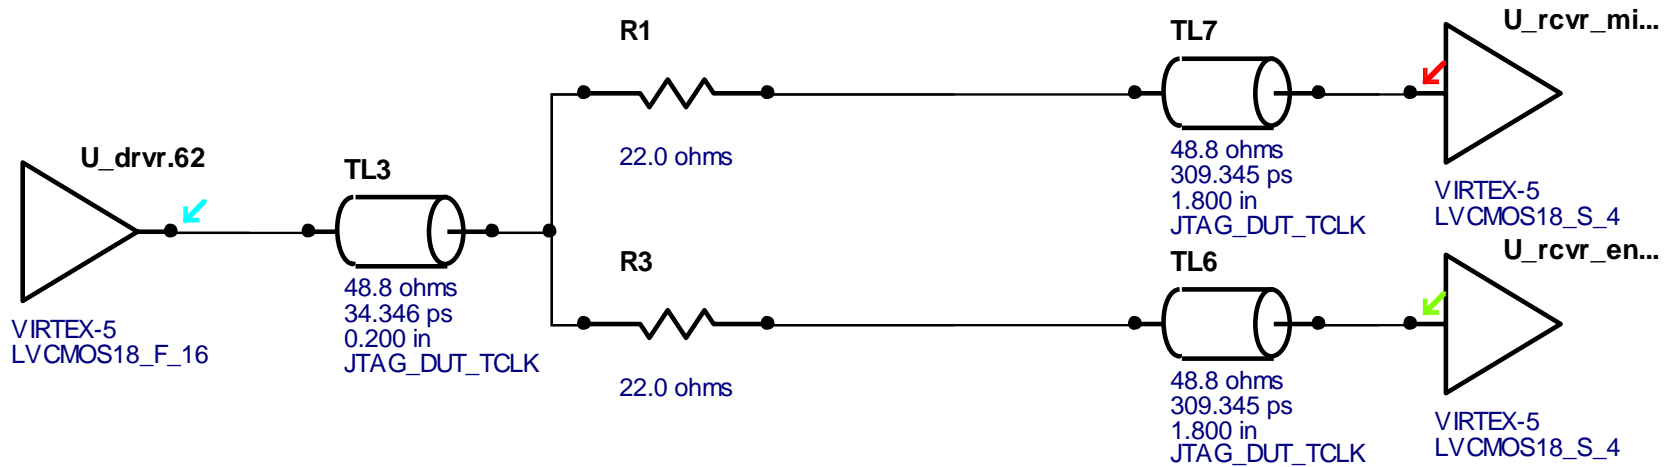 U_rcvr_mi...
R1
TL7
22.0 ohms
48.8 ohms
309.345 ps
1.800 in
JTAG_DUT_TCLK
VIRTEX-5
LVCMOS18_S_4
U_drvr.62
TL3
VIRTEX-5
LVCMOS18_F_16
48.8 ohms
34.346 ps
0.200 in
JTAG_DUT_TCLK
R3
TL6
U_rcvr_en...
22.0 ohms
48.8 ohms
309.345 ps
1.800 in
JTAG_DUT_TCLK
VIRTEX-5
LVCMOS18_S_4